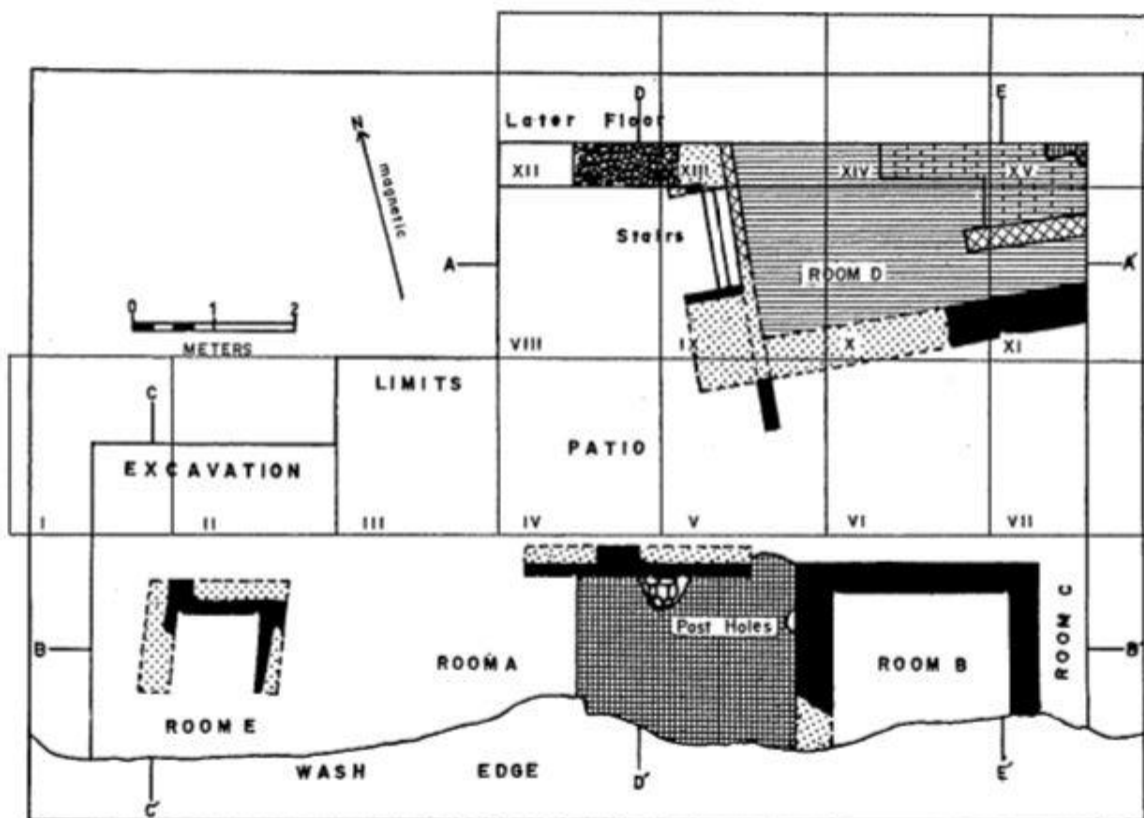 D
E
Later Floor
N
magnetic
XII
XIII
XIV
XV
Stairs
A
A'
ROOM D
0
1
2
METERS
VIII
IX
X
XI
LIMITS
C
PATIO
EXCAVATION
I
II
III
IV
V
VI
VII
Post Holes
ROOM C
B
ROOM A
ROOM B
B'
ROOM E
WASH EDGE
C'
D'
E'